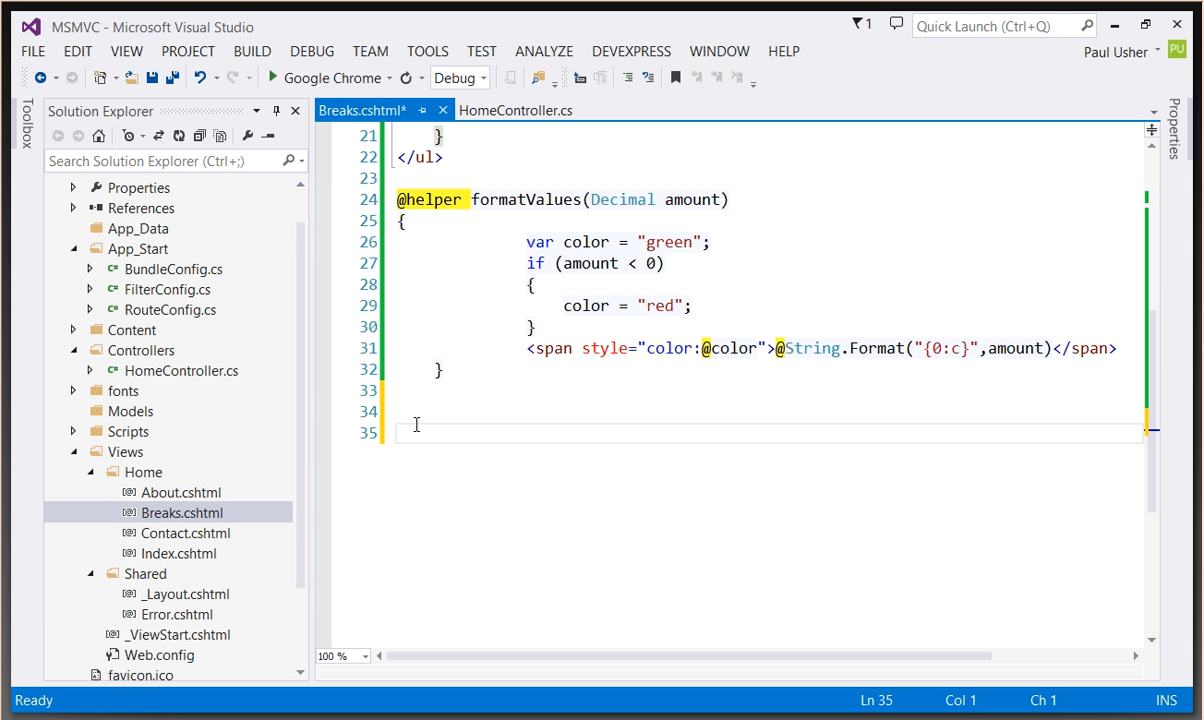 MSMVC - Microsoft Visual Studio
1
Quick Launch (Ctrl+Q)
FILE EDIT VIEW PROJECT BUILD DEBUG TEAM TOOLS TEST ANALYZE DEVEXPRESS WINDOW HELP
Paul Usher
PU
Google Chrome
Debug
Toolbox
Solution Explorer
Search Solution Explorer (Ctrl+;)
Properties
References
App_Data
App_Start
C# BundleConfig.cs
C# FilterConfig.cs
C# RouteConfig.cs
Content
Controllers
C# HomeController.cs
fonts
Models
Scripts
Views
Home
[@] About.cshtml
[@] Breaks.cshtml
[@] Contact.cshtml
[@] Index.cshtml
Shared
[@] _Layout.cshtml
[@] Error.cshtml
[@] _ViewStart.cshtml
Web.config
favicon.ico
Breaks.cshtml* HomeController.cs
21 }
22 </ul>
23
24 @helper formatValues(Decimal amount)
25 {
26 var color = "green";
27 if (amount < 0)
28 {
29 color = "red";
30 }
31 <span style="color:@color">@String.Format("{0:c}",amount)</span>
32 }
33
34
35
100 %
Properties
Ready
Ln 35 Col 1 Ch 1 INS